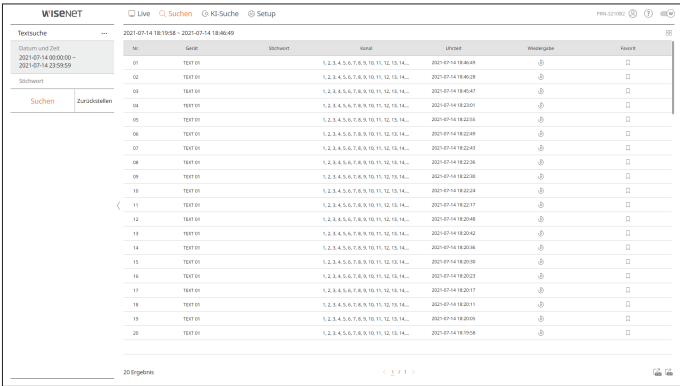 WISENET
Live Suchen KI-Suche Setup
PRN-3210B2
Textsuche ...
2021-07-14 18:19:58 ~ 2021-07-14 18:46:49
Datum und Zeit
2021-07-14 00:00:00 ~
2021-07-14 23:59:59
Stichwort
Suchen Zurückstellen
Nr. Gerät Stichwort Kanal Uhrzeit Wiedergabe Favorit
01 TEXT 01 1, 2, 3, 4, 5, 6, 7, 8, 9, 10, 11, 12, 13, 14,... 2021-07-14 18:46:49
02 TEXT 01 1, 2, 3, 4, 5, 6, 7, 8, 9, 10, 11, 12, 13, 14,... 2021-07-14 18:46:28
03 TEXT 01 1, 2, 3, 4, 5, 6, 7, 8, 9, 10, 11, 12, 13, 14,... 2021-07-14 18:45:47
04 TEXT 01 1, 2, 3, 4, 5, 6, 7, 8, 9, 10, 11, 12, 13, 14,... 2021-07-14 18:23:01
05 TEXT 01 1, 2, 3, 4, 5, 6, 7, 8, 9, 10, 11, 12, 13, 14,... 2021-07-14 18:22:55
06 TEXT 01 1, 2, 3, 4, 5, 6, 7, 8, 9, 10, 11, 12, 13, 14,... 2021-07-14 18:22:49
07 TEXT 01 1, 2, 3, 4, 5, 6, 7, 8, 9, 10, 11, 12, 13, 14,... 2021-07-14 18:22:43
08 TEXT 01 1, 2, 3, 4, 5, 6, 7, 8, 9, 10, 11, 12, 13, 14,... 2021-07-14 18:22:36
09 TEXT 01 1, 2, 3, 4, 5, 6, 7, 8, 9, 10, 11, 12, 13, 14,... 2021-07-14 18:22:30
10 TEXT 01 1, 2, 3, 4, 5, 6, 7, 8, 9, 10, 11, 12, 13, 14,... 2021-07-14 18:22:24
11 TEXT 01 1, 2, 3, 4, 5, 6, 7, 8, 9, 10, 11, 12, 13, 14,... 2021-07-14 18:22:17
12 TEXT 01 1, 2, 3, 4, 5, 6, 7, 8, 9, 10, 11, 12, 13, 14,... 2021-07-14 18:20:48
13 TEXT 01 1, 2, 3, 4, 5, 6, 7, 8, 9, 10, 11, 12, 13, 14,... 2021-07-14 18:20:42
14 TEXT 01 1, 2, 3, 4, 5, 6, 7, 8, 9, 10, 11, 12, 13, 14,... 2021-07-14 18:20:36
15 TEXT 01 1, 2, 3, 4, 5, 6, 7, 8, 9, 10, 11, 12, 13, 14,... 2021-07-14 18:20:30
16 TEXT 01 1, 2, 3, 4, 5, 6, 7, 8, 9, 10, 11, 12, 13, 14,... 2021-07-14 18:20:23
17 TEXT 01 1, 2, 3, 4, 5, 6, 7, 8, 9, 10, 11, 12, 13, 14,... 2021-07-14 18:20:17
18 TEXT 01 1, 2, 3, 4, 5, 6, 7, 8, 9, 10, 11, 12, 13, 14,... 2021-07-14 18:20:11
19 TEXT 01 1, 2, 3, 4, 5, 6, 7, 8, 9, 10, 11, 12, 13, 14,... 2021-07-14 18:20:05
20 TEXT 01 1, 2, 3, 4, 5, 6, 7, 8, 9, 10, 11, 12, 13, 14,... 2021-07-14 18:19:58
20 Ergebnis < 1 / 1 >